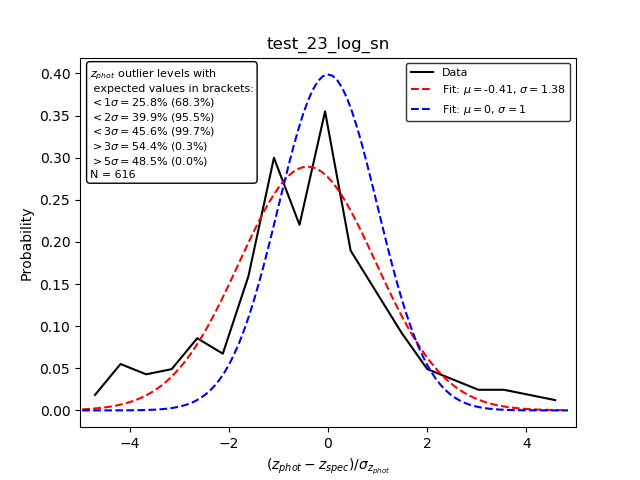 test_23_log_sn
z_phot outlier levels with
expected values in brackets:
< 1σ = 25.8% (68.3%)
< 2σ = 39.9% (95.5%)
< 3σ = 45.6% (99.7%)
> 3σ = 54.4% (0.3%)
> 5σ = 48.5% (0.0%)
N = 616
Data
Fit: μ = -0.41, σ = 1.38
Fit: μ = 0, σ = 1
0.40
0.35
0.30
0.25
0.20
0.15
0.10
0.05
0.00
Probability
−4 −2 0 2 4
(z_phot − z_spec)/σ_z_phot